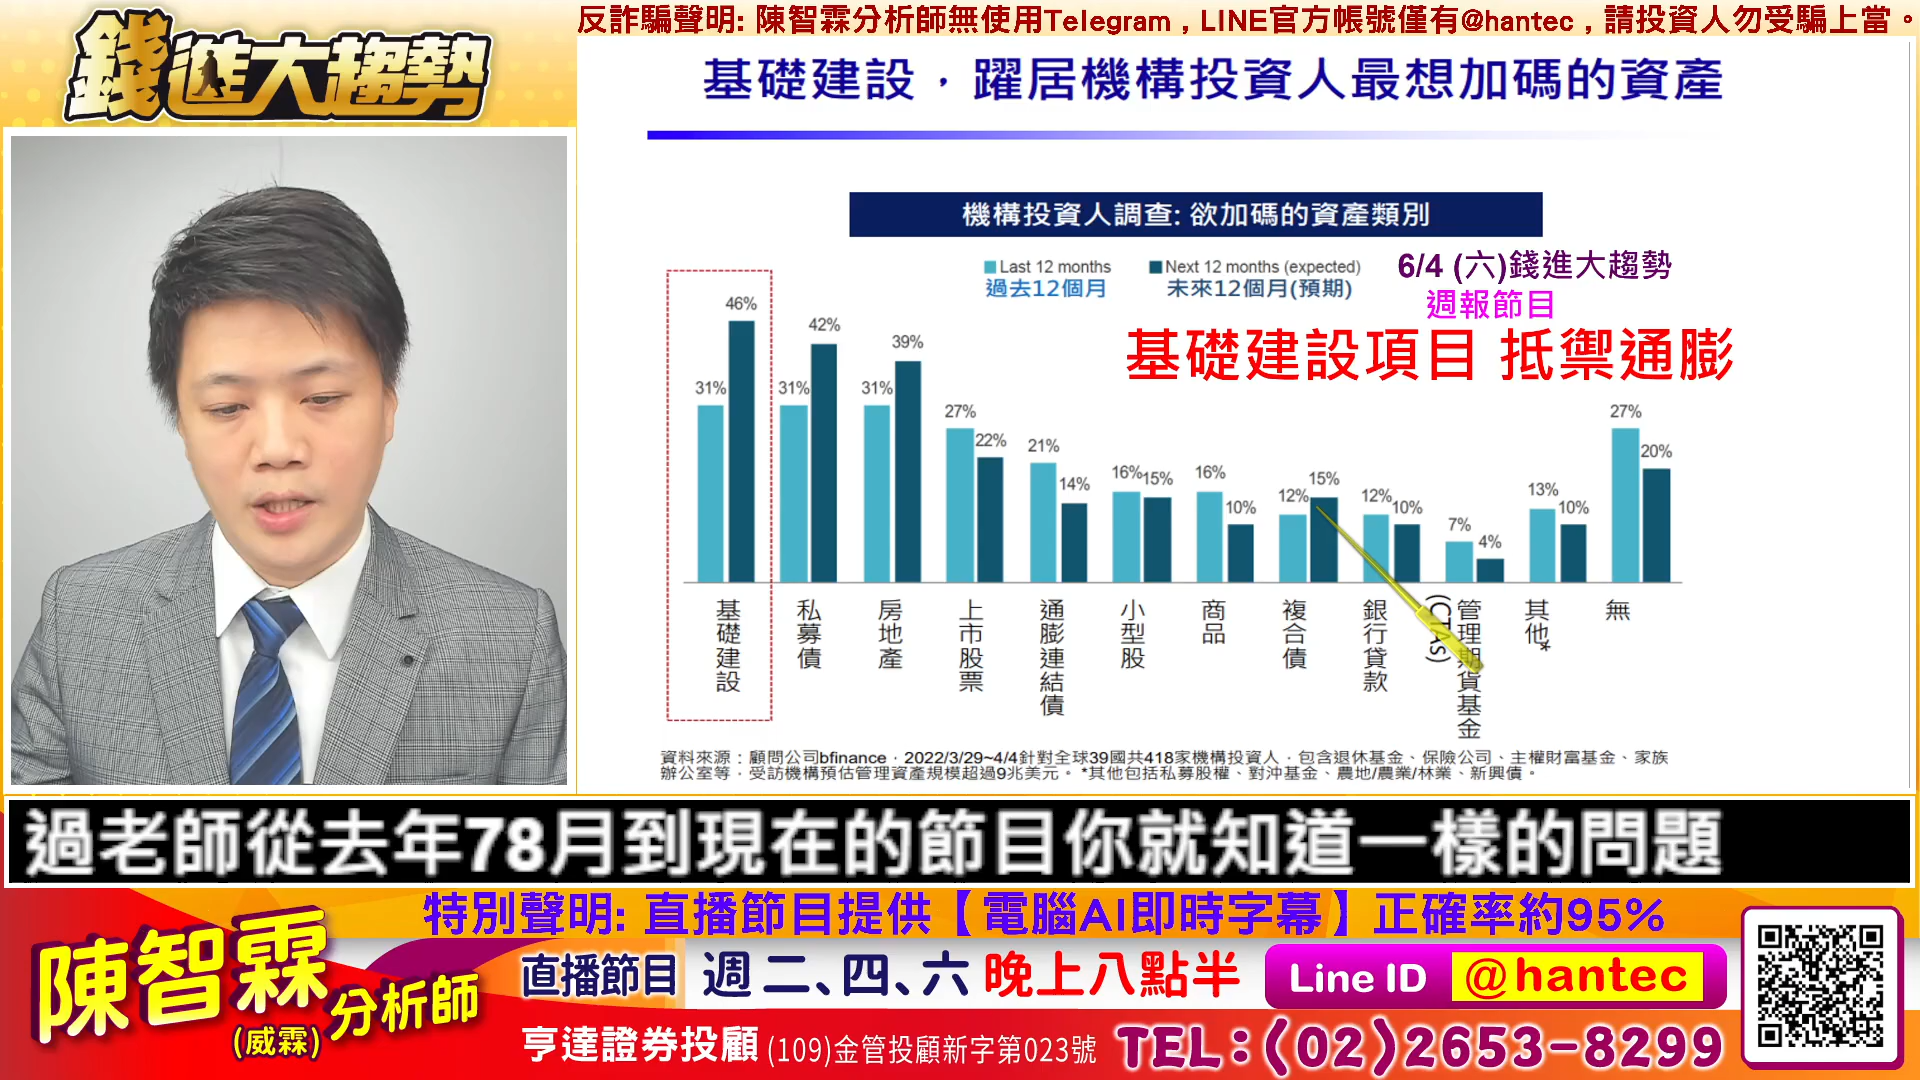 反詐騙聲明: 陳智霖分析師無使用Telegram , LINE官方帳號僅有@hantec , 請投資人勿受騙上當。
錢進大趨勢
基礎建設，躍居機構投資人最想加碼的資產
機構投資人調查: 欲加碼的資產類別
Last 12 months
過去12個月
Next 12 months (expected)
未來12個月(預期)
6/4 (六)錢進大趨勢
週報節目
基礎建設項目 抵禦通膨
31% 46%
31% 42%
31% 39%
27% 22%
21% 14%
16% 15%
16% 10%
12% 15%
12% 10%
7% 4%
13% 10%
27% 20%
基礎建設
私募債
房地產
上市股票
通膨連結債
小型股
商品
複合債
銀行貸款
管理期貨基金(CTAs)
其他*
無
資料來源：顧問公司bfinance，2022/3/29~4/4針對全球39國共418家機構投資人，包含退休基金、保險公司、主權財富基金、家族
辦公室等，受訪機構預估管理資產規模超過9兆美元。 *其他包括私募股權、對沖基金、農地/農業/林業、新興債。
過老師從去年78月到現在的節目你就知道一樣的問題
特別聲明: 直播節目提供【電腦AI即時字幕】正確率約95%
陳智霖分析師
(威霖)
直播節目 週二、四、六 晚上八點半
Line ID @hantec
亨達證券投顧 (109)金管投顧新字第023號
TEL:(02)2653-8299